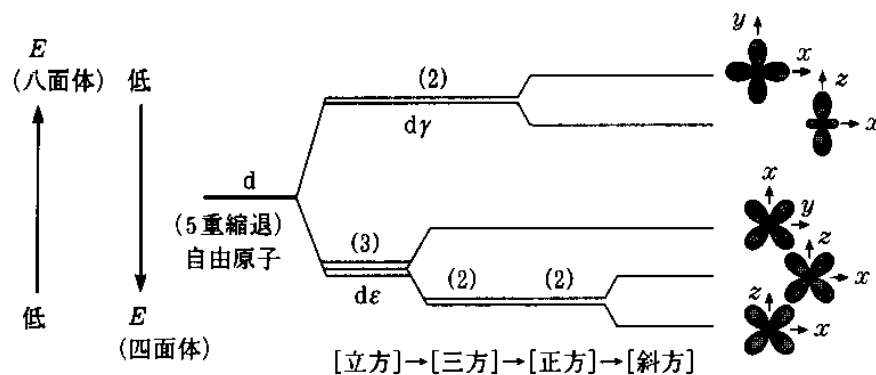 E
(八面体)
低
低
E
(四面体)
d
(5重縮退)
自由原子
(2)
dγ
(3)
dε
(2)
(2)
[立方]→[三方]→[正方]→[斜方]
y
x
z
x
x
y
z
x
z
x